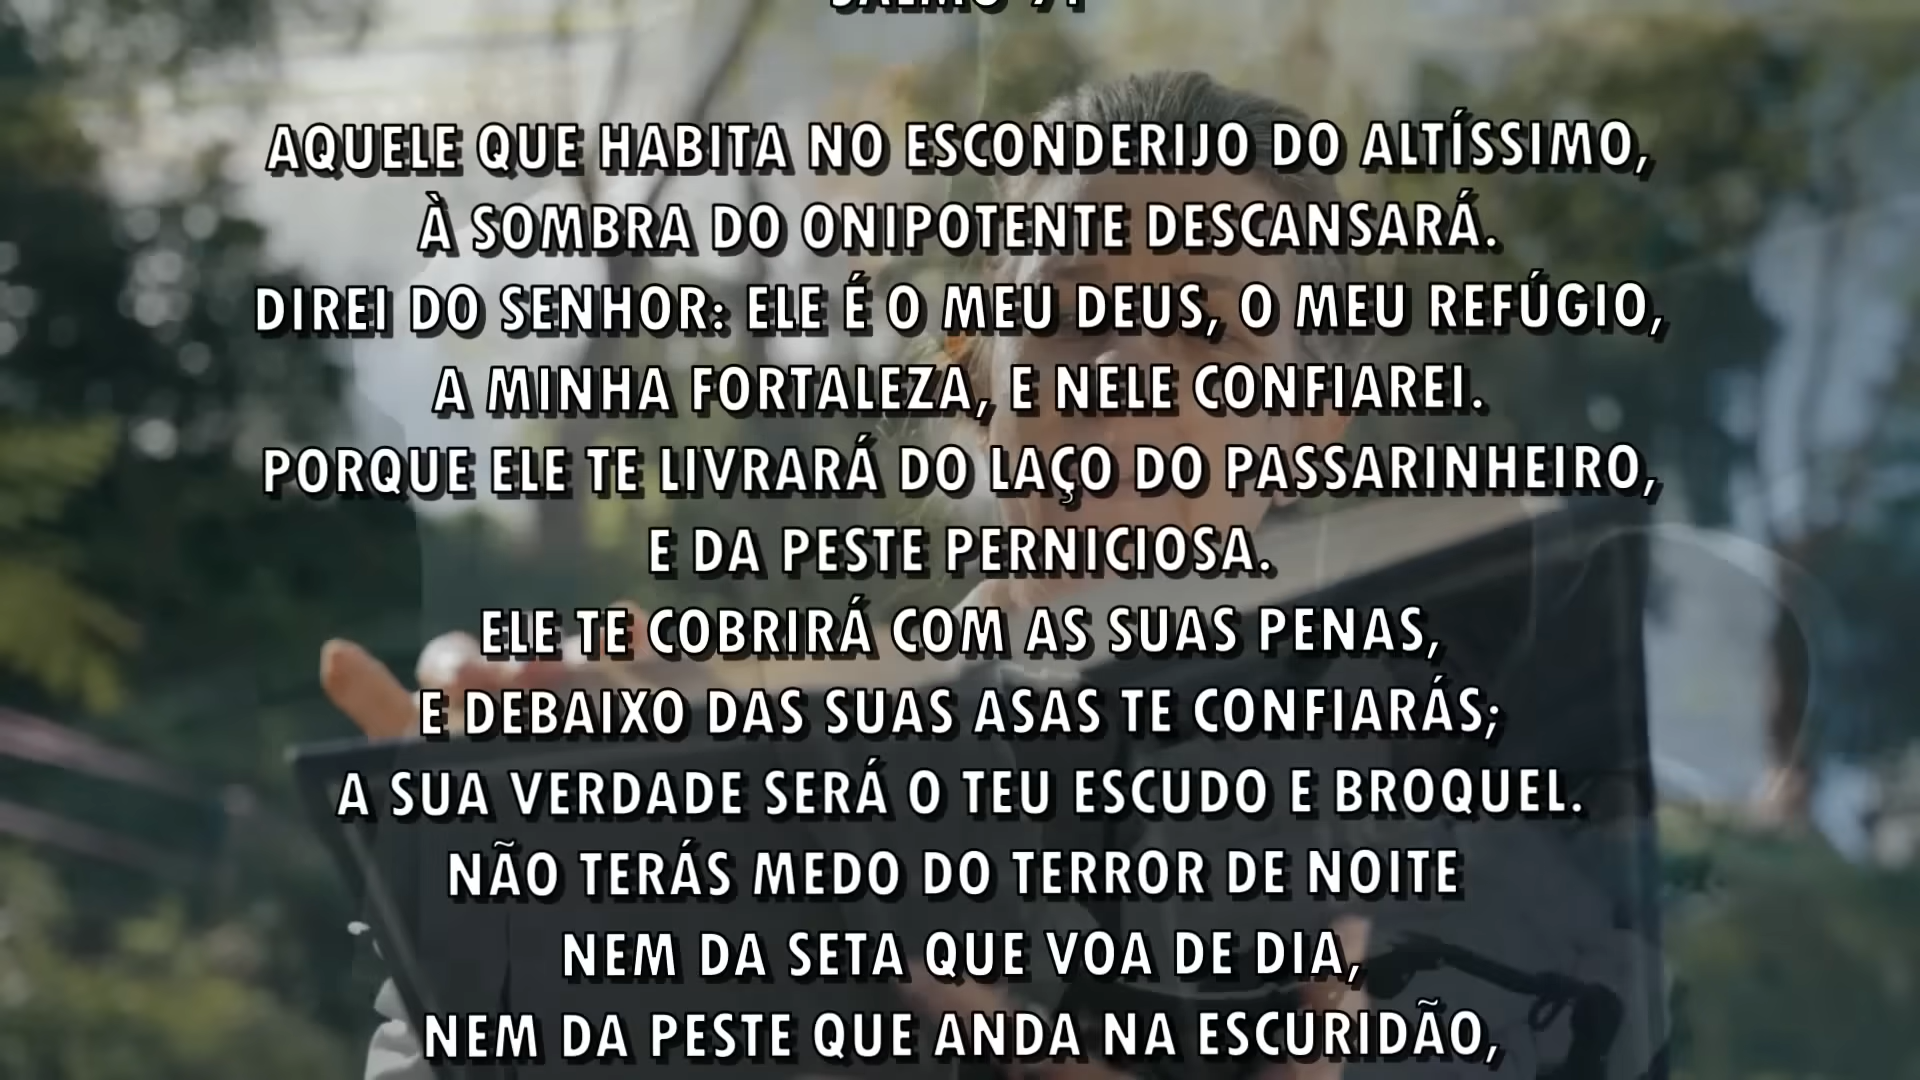 SALMO 91
AQUELE QUE HABITA NO ESCONDERIJO DO ALTÍSSIMO,
À SOMBRA DO ONIPOTENTE DESCANSARÁ.
DIREI DO SENHOR: ELE É O MEU DEUS, O MEU REFÚGIO,
A MINHA FORTALEZA, E NELE CONFIAREI.
PORQUE ELE TE LIVRARÁ DO LAÇO DO PASSARINHEIRO,
E DA PESTE PERNICIOSA.
ELE TE COBRIRÁ COM AS SUAS PENAS,
E DEBAIXO DAS SUAS ASAS TE CONFIARÁS;
A SUA VERDADE SERÁ O TEU ESCUDO E BROQUEL.
NÃO TERÁS MEDO DO TERROR DE NOITE
NEM DA SETA QUE VOA DE DIA,
NEM DA PESTE QUE ANDA NA ESCURIDÃO,